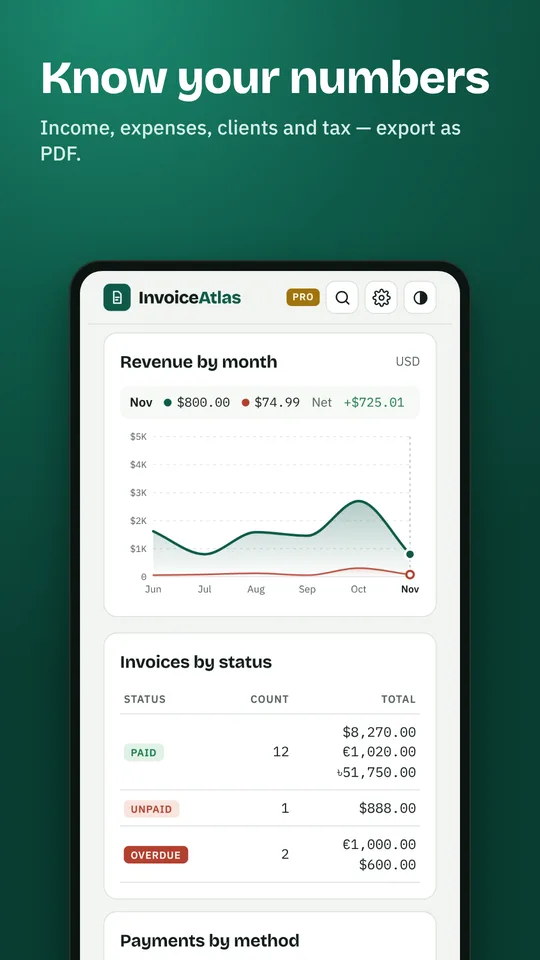 Know your numbers
Income, expenses, clients and tax — export as
PDF.
InvoiceAtlas
PRO
Revenue by month
USD
Nov $800.00 $74.99 Net +$725.01
$5K
$4K
$3K
$2K
$1K
0
Jun Jul Aug Sep Oct Nov
Invoices by status
STATUS COUNT TOTAL
$8,270.00
PAID 12 €1,020.00
৳51,750.00
UNPAID 1 $888.00
€1,000.00
OVERDUE 2
$600.00
Payments by method